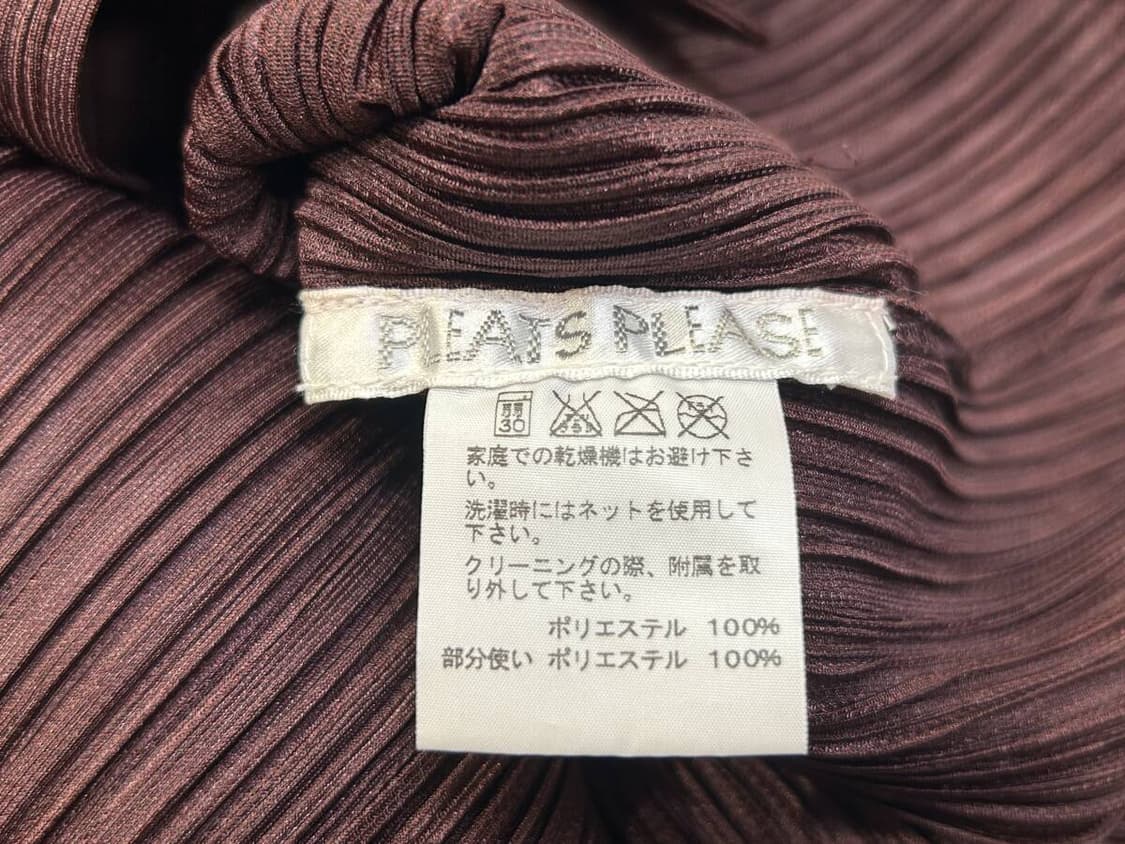 PLEATS PLEASE
弱 30
家庭での乾燥機はお避け下さ
い。
洗濯時にはネットを使用して
下さい。
クリーニングの際、附属を取
り外して下さい。
ポリエステル 100%
部分使い ポリエステル 100%